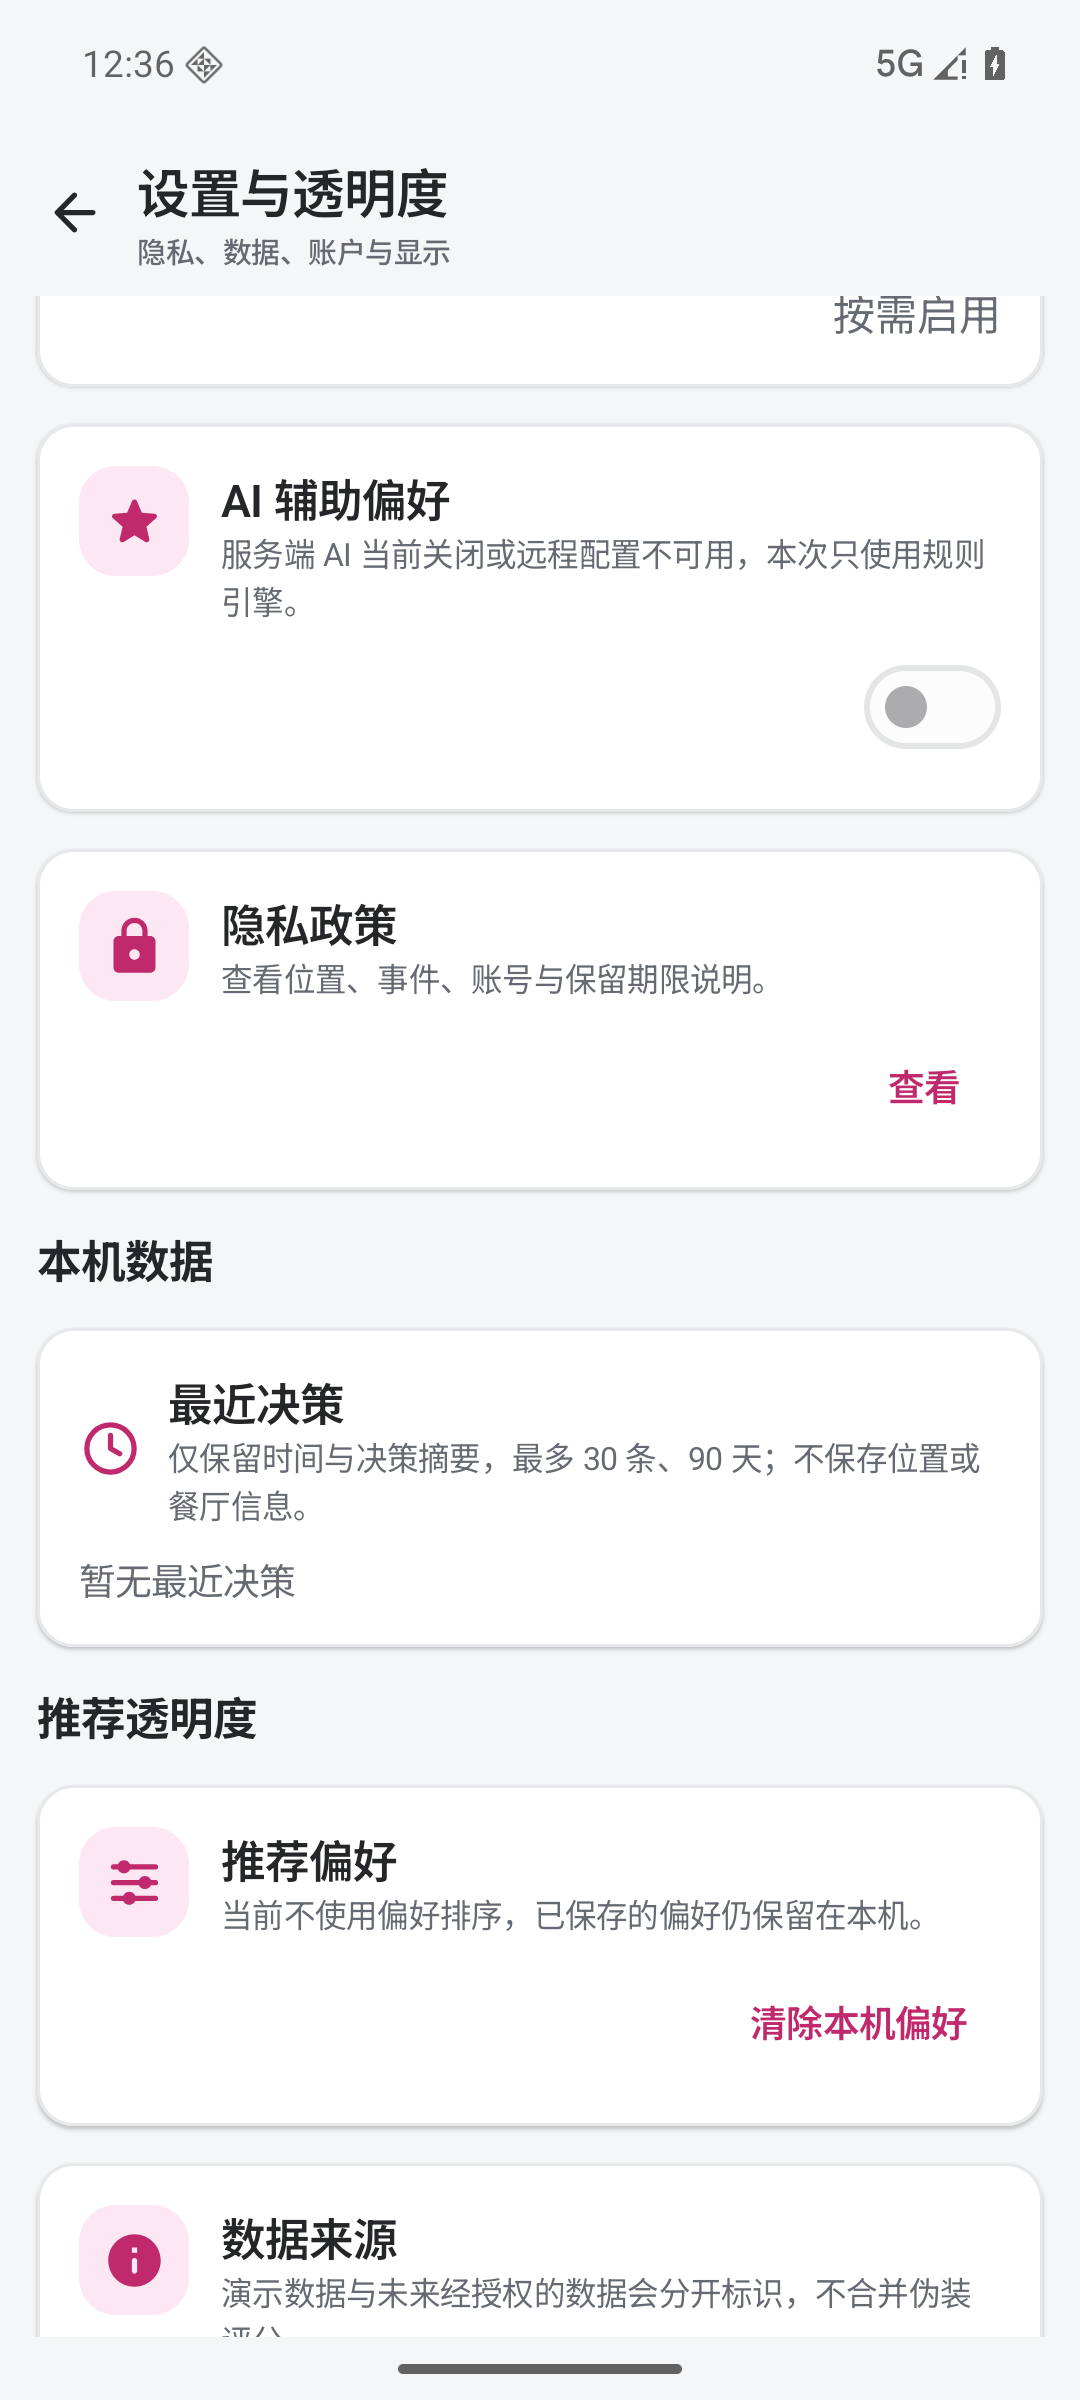 12:36
5G
设置与透明度
隐私、数据、账户与显示
按需启用
AI 辅助偏好
服务端 AI 当前关闭或远程配置不可用，本次只使用规则
引擎。
隐私政策
查看位置、事件、账号与保留期限说明。
查看
本机数据
最近决策
仅保留时间与决策摘要，最多 30 条、90 天；不保存位置或
餐厅信息。
暂无最近决策
推荐透明度
推荐偏好
当前不使用偏好排序，已保存的偏好仍保留在本机。
清除本机偏好
数据来源
演示数据与未来经授权的数据会分开标识，不合并伪装